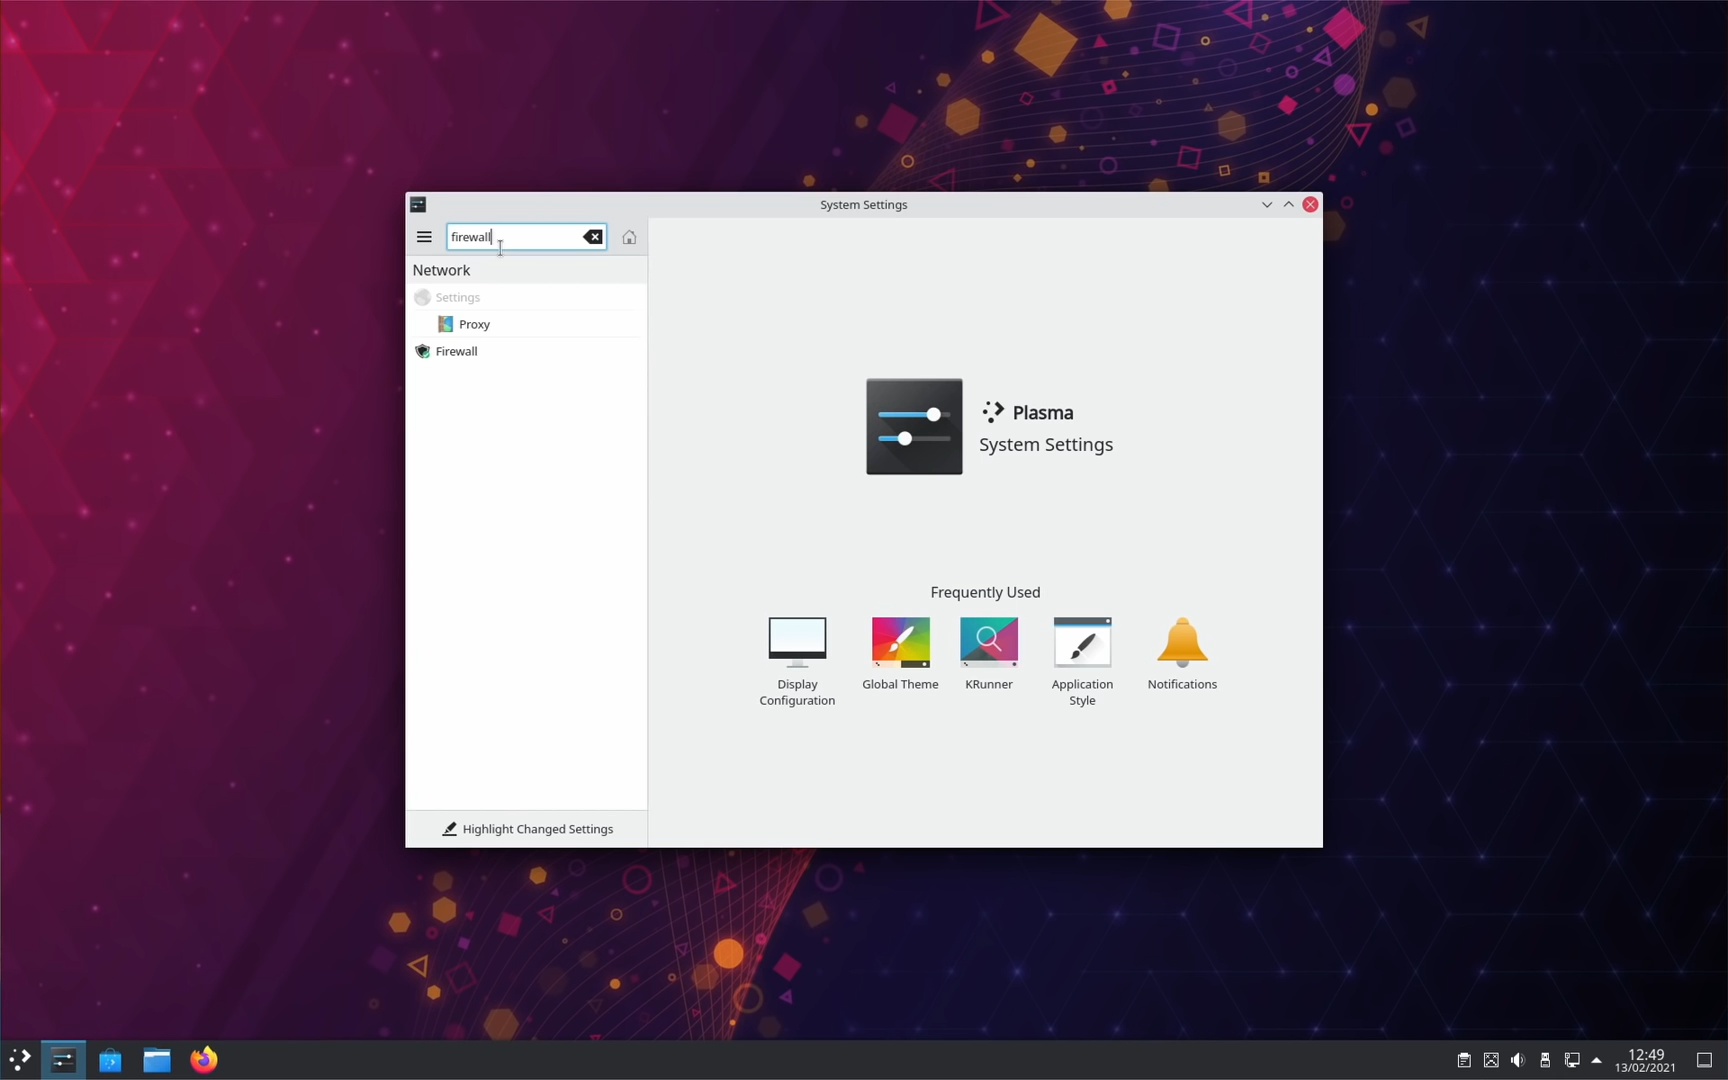 System Settings
firewall
Network
Settings
Proxy
Firewall
Plasma
System Settings
Frequently Used
Display
Configuration
Global Theme
KRunner
Application
Style
Notifications
Highlight Changed Settings
12:49
13/02/2021